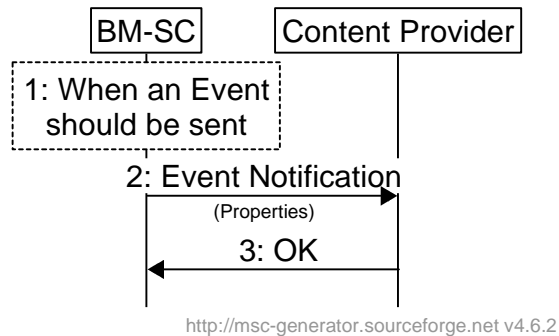 BM-SC
Content Provider
1: When an Event
should be sent
2: Event Notification
(Properties)
3: OK
http://msc-generator.sourceforge.net v4.6.2